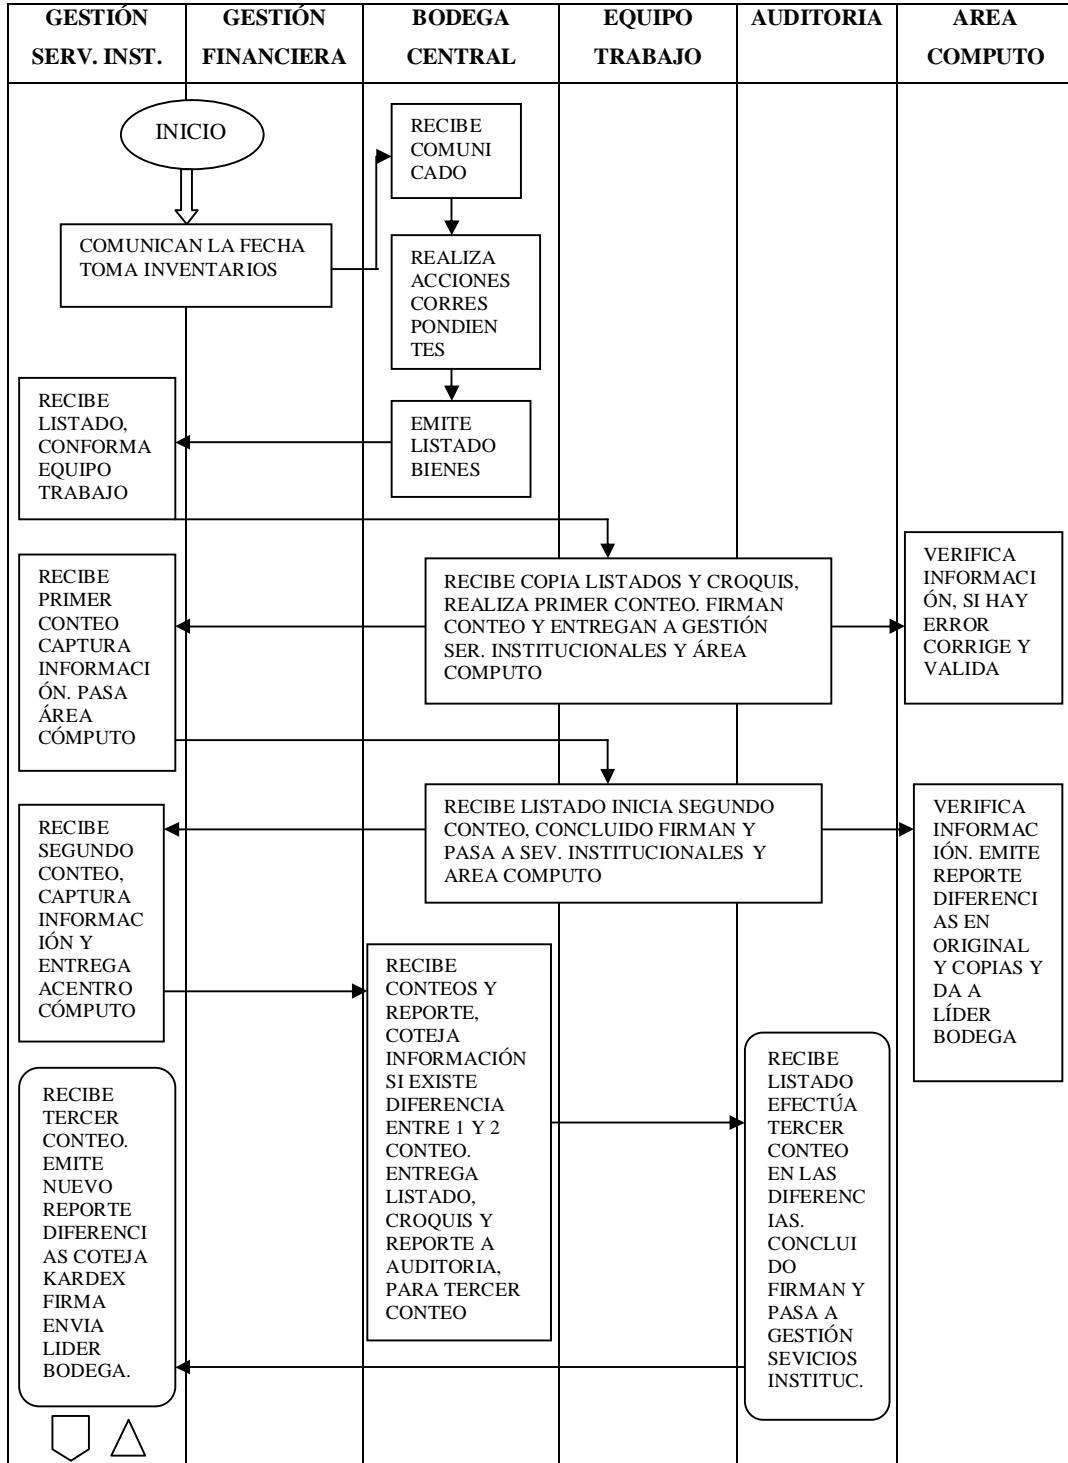 GESTIÓN
SERV. INST.
GESTIÓN
FINANCIERA
BODEGA
CENTRAL
EQUIPO
TRABAJO
AUDITORIA
AREA
COMPUTO
INICIO
COMUNICAN LA FECHA
TOMA INVENTARIOS
RECIBE
COMUNI
CADO
REALIZA
ACCIONES
CORRES
PONDIEN
TES
EMITE
LISTADO
BIENES
RECIBE
LISTADO,
CONFORMA
EQUIPO
TRABAJO
RECIBE COPIA LISTADOS Y CROQUIS,
REALIZA PRIMER CONTEO. FIRMAN
CONTEO Y ENTREGAN A GESTIÓN
SER. INSTITUCIONALES Y ÁREA
COMPUTO
VERIFICA
INFORMACI
ÓN, SI HAY
ERROR
CORRIGE Y
VALIDA
RECIBE
PRIMER
CONTEO
CAPTURA
INFORMACI
ÓN. PASA
ÁREA
CÓMPUTO
RECIBE LISTADO INICIA SEGUNDO
CONTEO, CONCLUIDO FIRMAN Y
PASA A SEV. INSTITUCIONALES Y
AREA COMPUTO
VERIFICA
INFORMAC
IÓN. EMITE
REPORTE
DIFERENCI
AS EN
ORIGINAL
Y COPIAS Y
DA A
LÍDER
BODEGA
RECIBE
SEGUNDO
CONTEO,
CAPTURA
INFORMAC
IÓN Y
ENTREGA
ACENTRO
CÓMPUTO
RECIBE
CONTEOS Y
REPORTE,
COTEJA
INFORMACIÓN
SI EXISTE
DIFERENCIA
ENTRE 1 Y 2
CONTEO.
ENTREGA
LISTADO,
CROQUIS Y
REPORTE A
AUDITORIA,
PARA TERCER
CONTEO
RECIBE
LISTADO
EFECTÚA
TERCER
CONTEO
EN LAS
DIFERENC
IAS.
CONCLUI
DO
FIRMAN Y
PASA A
GESTIÓN
SEVICIOS
INSTITUC.
RECIBE
TERCER
CONTEO.
EMITE
NUEVO
REPORTE
DIFERENCI
AS COTEJA
KARDEX
FIRMA
ENVIA
LIDER
BODEGA.